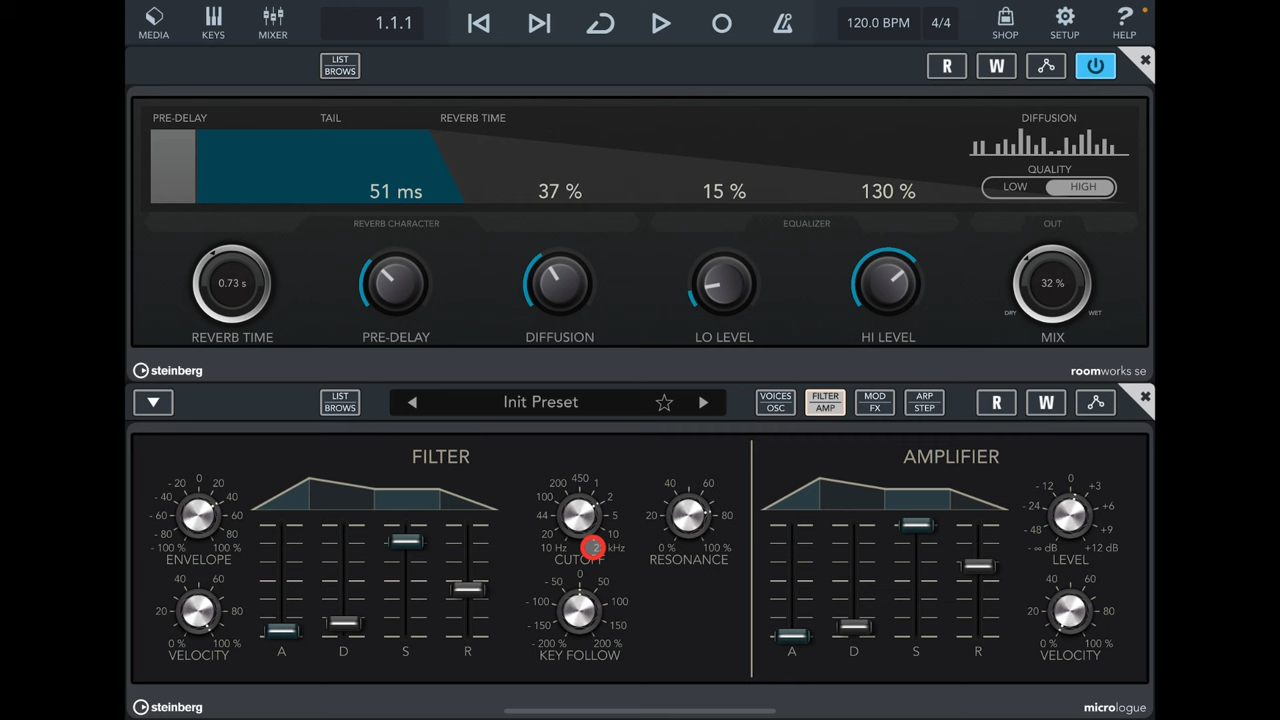 MEDIA
KEYS
MIXER
1.1.1
120.0 BPM
4/4
SHOP
SETUP
HELP
LIST
BROWS
R
W
PRE-DELAY
TAIL
REVERB TIME
DIFFUSION
QUALITY
LOW
HIGH
51 ms
37 %
15 %
130 %
REVERB CHARACTER
EQUALIZER
OUT
0.73 s
32 %
DRY
WET
REVERB TIME
PRE-DELAY
DIFFUSION
LO LEVEL
HI LEVEL
MIX
steinberg
roomworks se
LIST
BROWS
Init Preset
VOICES
OSC
FILTER
AMP
MOD
FX
ARP
STEP
R
W
FILTER
AMPLIFIER
- 20 0 20
- 40 40
- 60 60
- 80 80
- 100 % 100 %
ENVELOPE
40 60
20 80
0 % 100 %
VELOCITY
A
D
S
R
200 450 1
100 2
44 5
20 10
10 Hz kHz
CUTOFF
- 50 0 50
- 100 100
- 150 150
- 200 % 200 %
KEY FOLLOW
40 60
20 80
0 % 100 %
RESONANCE
A
D
S
R
- 12 0 +3
- 24 +6
- 48 +9
- ∞ dB +12 dB
LEVEL
40 60
20 80
0 % 100 %
VELOCITY
steinberg
micrologue